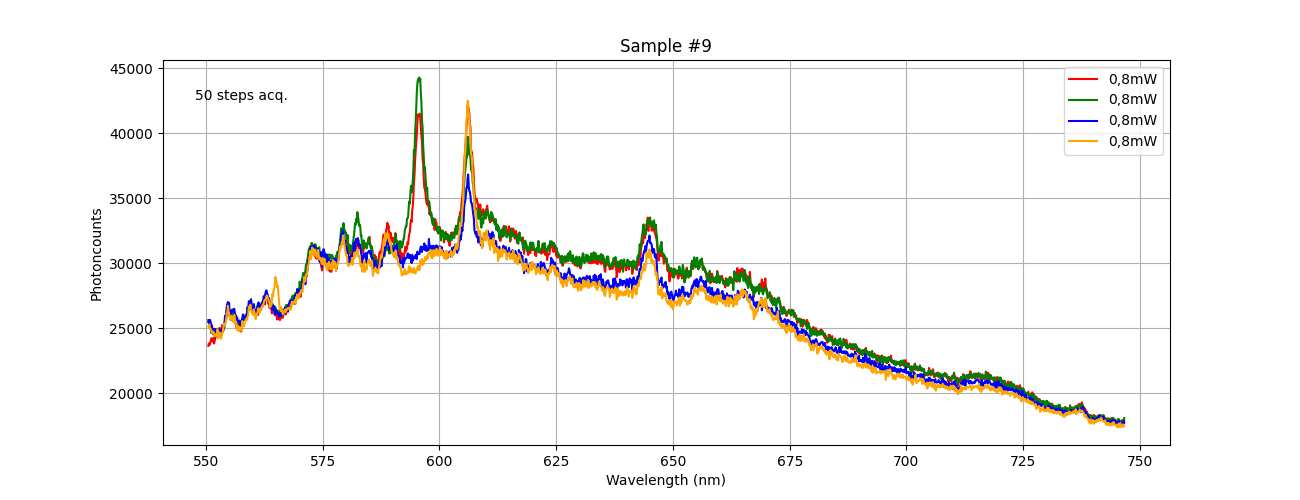 Sample #9
50 steps acq.
0,8mW
0,8mW
0,8mW
0,8mW
Photoncounts
45000
40000
35000
30000
25000
20000
550
575
600
625
650
675
700
725
750
Wavelength (nm)